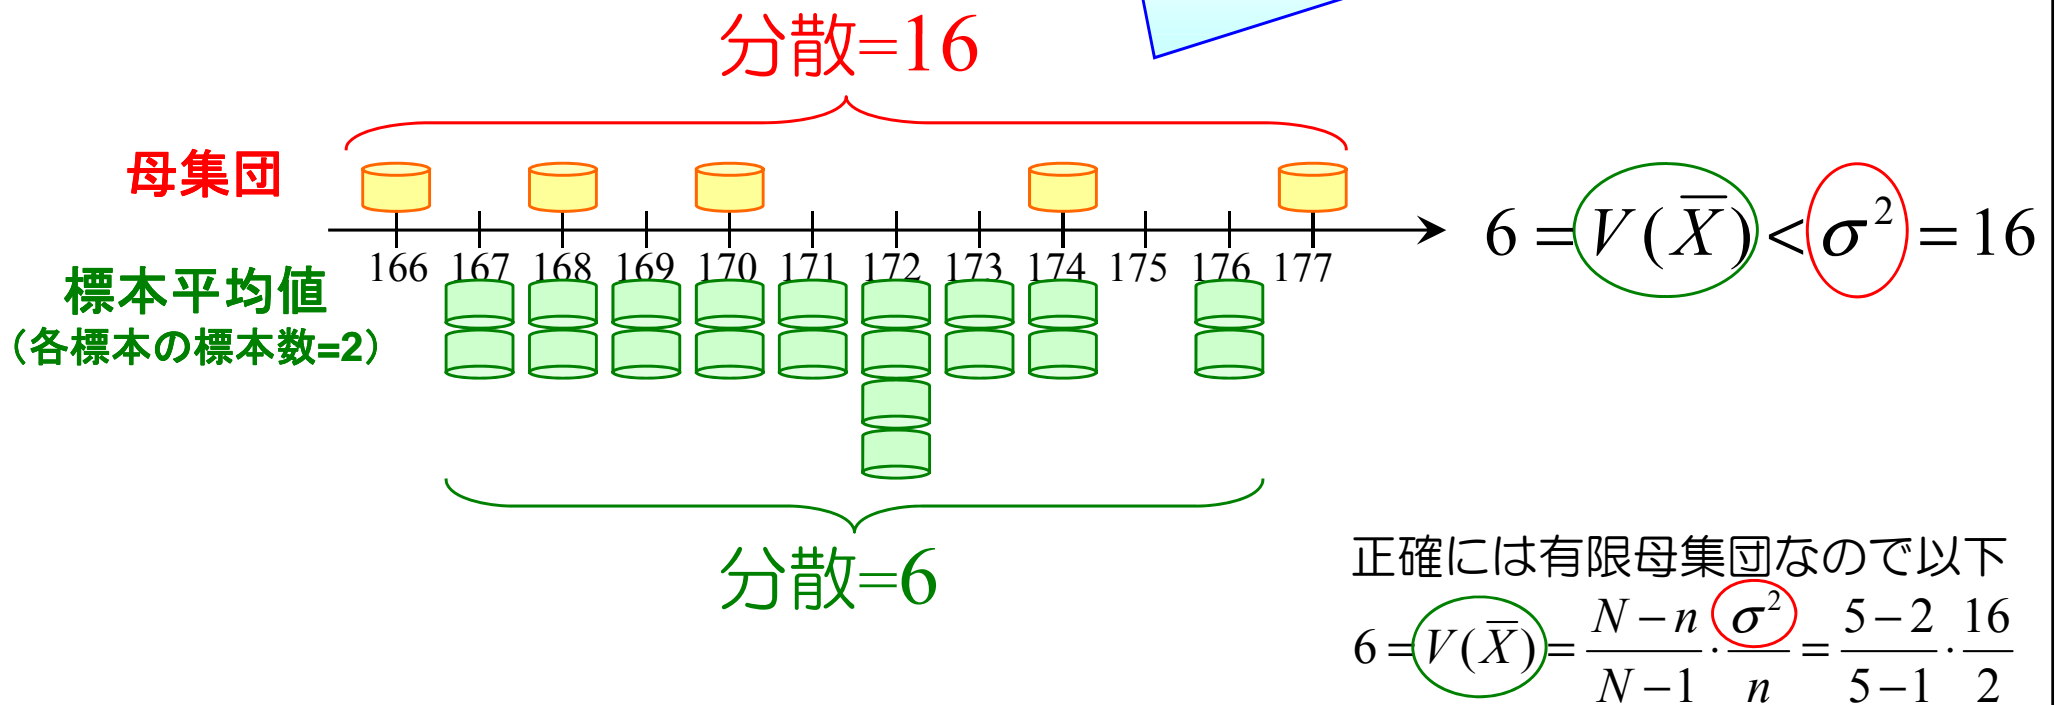 分散=16
母集団
166 167 168 169 170 171 172 173 174 175 176 177
6 = V(X̅) < σ² = 16
標本平均値
（各標本の標本数=2）
分散=6
正確には有限母集団なので以下
6 = V(X̅) = (N − n)/(N − 1) · σ²/n = (5 − 2)/(5 − 1) · 16/2